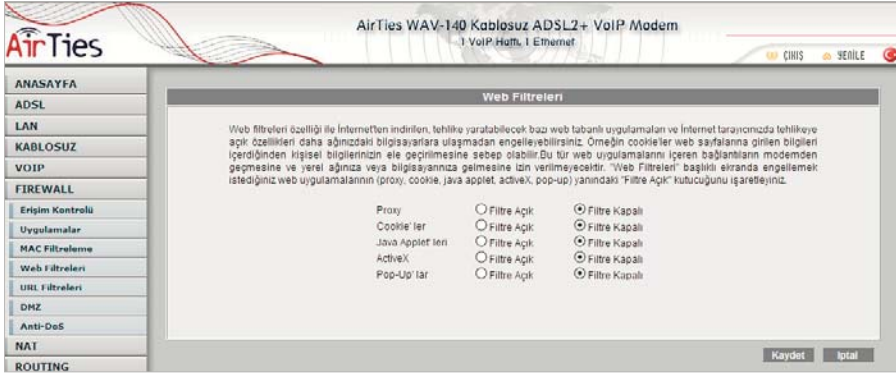 AirTies
AirTies WAV-140 Kablosuz ADSL2+ VoIP Modem
1 VoIP Hattı, 1 Ethernet
ÇIKIŞ YENİLE
ANASAYFA
ADSL
LAN
KABLOSUZ
VOIP
FIREWALL
Erişim Kontrolü
Uygulamalar
MAC Filtreleme
Web Filtreleri
URL Filtreleri
DMZ
Anti-DoS
NAT
ROUTING
Web Filtreleri
Web filtreleri özelliği ile İnternet'ten indirilen, tehlike yaratabilecek bazı web tabanlı uygulamaları ve İnternet tarayıcınızda tehlikeye
açık özellikleri daha ağınızdaki bilgisayarlara ulaşmadan engelleyebilirsiniz. Örneğin cookie'ler web sayfalarına girilen bilgileri
içerdiğinden kişisel bilgilerinizin ele geçirilmesine sebep olabilir.Bu tür web uygulamalarını içeren bağlantıların modemden
geçmesine ve yerel ağınıza veya bilgisayarınıza gelmesine izin verilmeyecektir. "Web Filtreleri" başlıklı ekranda engellemek
istediğiniz web uygulamalarının (proxy, cookie, java applet, activeX, pop-up) yanındaki "Filtre Açık" kutucuğunu işaretleyiniz.
Proxy Filtre Açık Filtre Kapalı
Cookie' ler Filtre Açık Filtre Kapalı
Java Applet' leri Filtre Açık Filtre Kapalı
ActiveX Filtre Açık Filtre Kapalı
Pop-Up' lar Filtre Açık Filtre Kapalı
Kaydet İptal